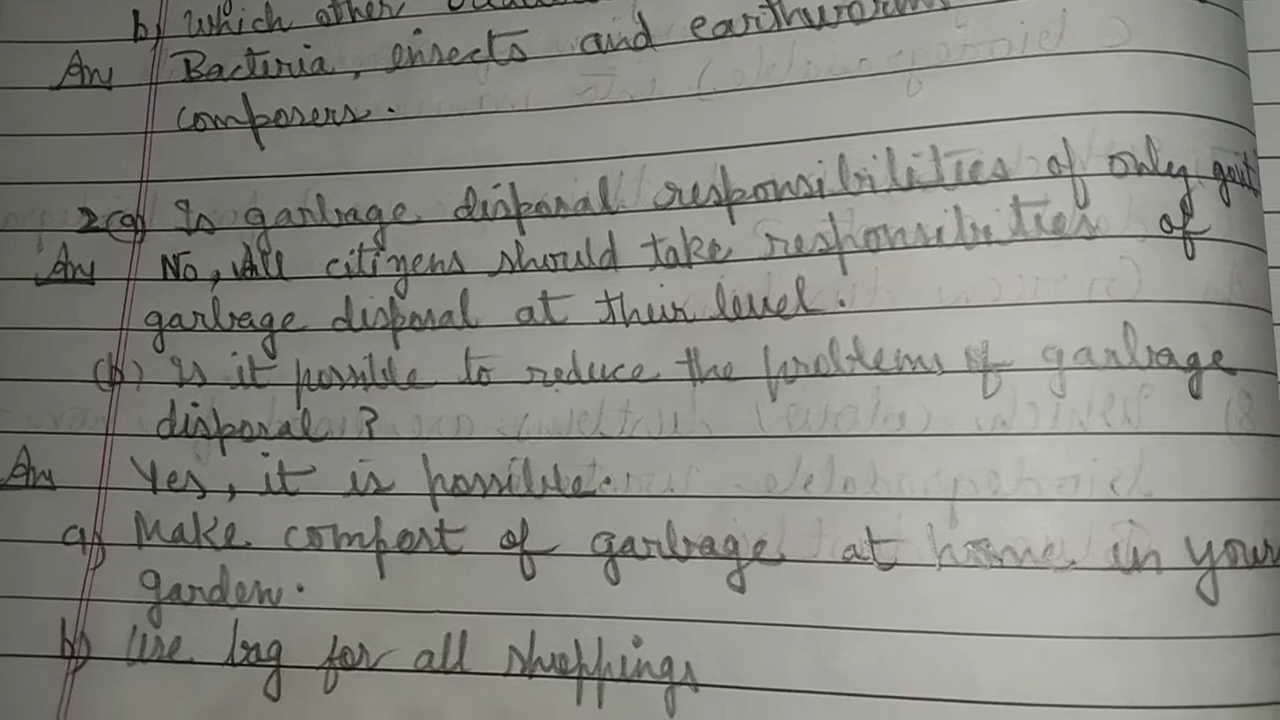 b) Which other
Ans Bacteria, insects and earthworm
composers.
2(a) Is garbage disposal responsibilities of only govt
Ans No, All citizens should take responsibilities of
garbage disposal at their level.
(b) Is it possible to reduce the problems of garbage
disposal ?
Ans Yes, it is possible.
a) Make compost of garbage at home in your
garden.
b) Use bag for all shoppings